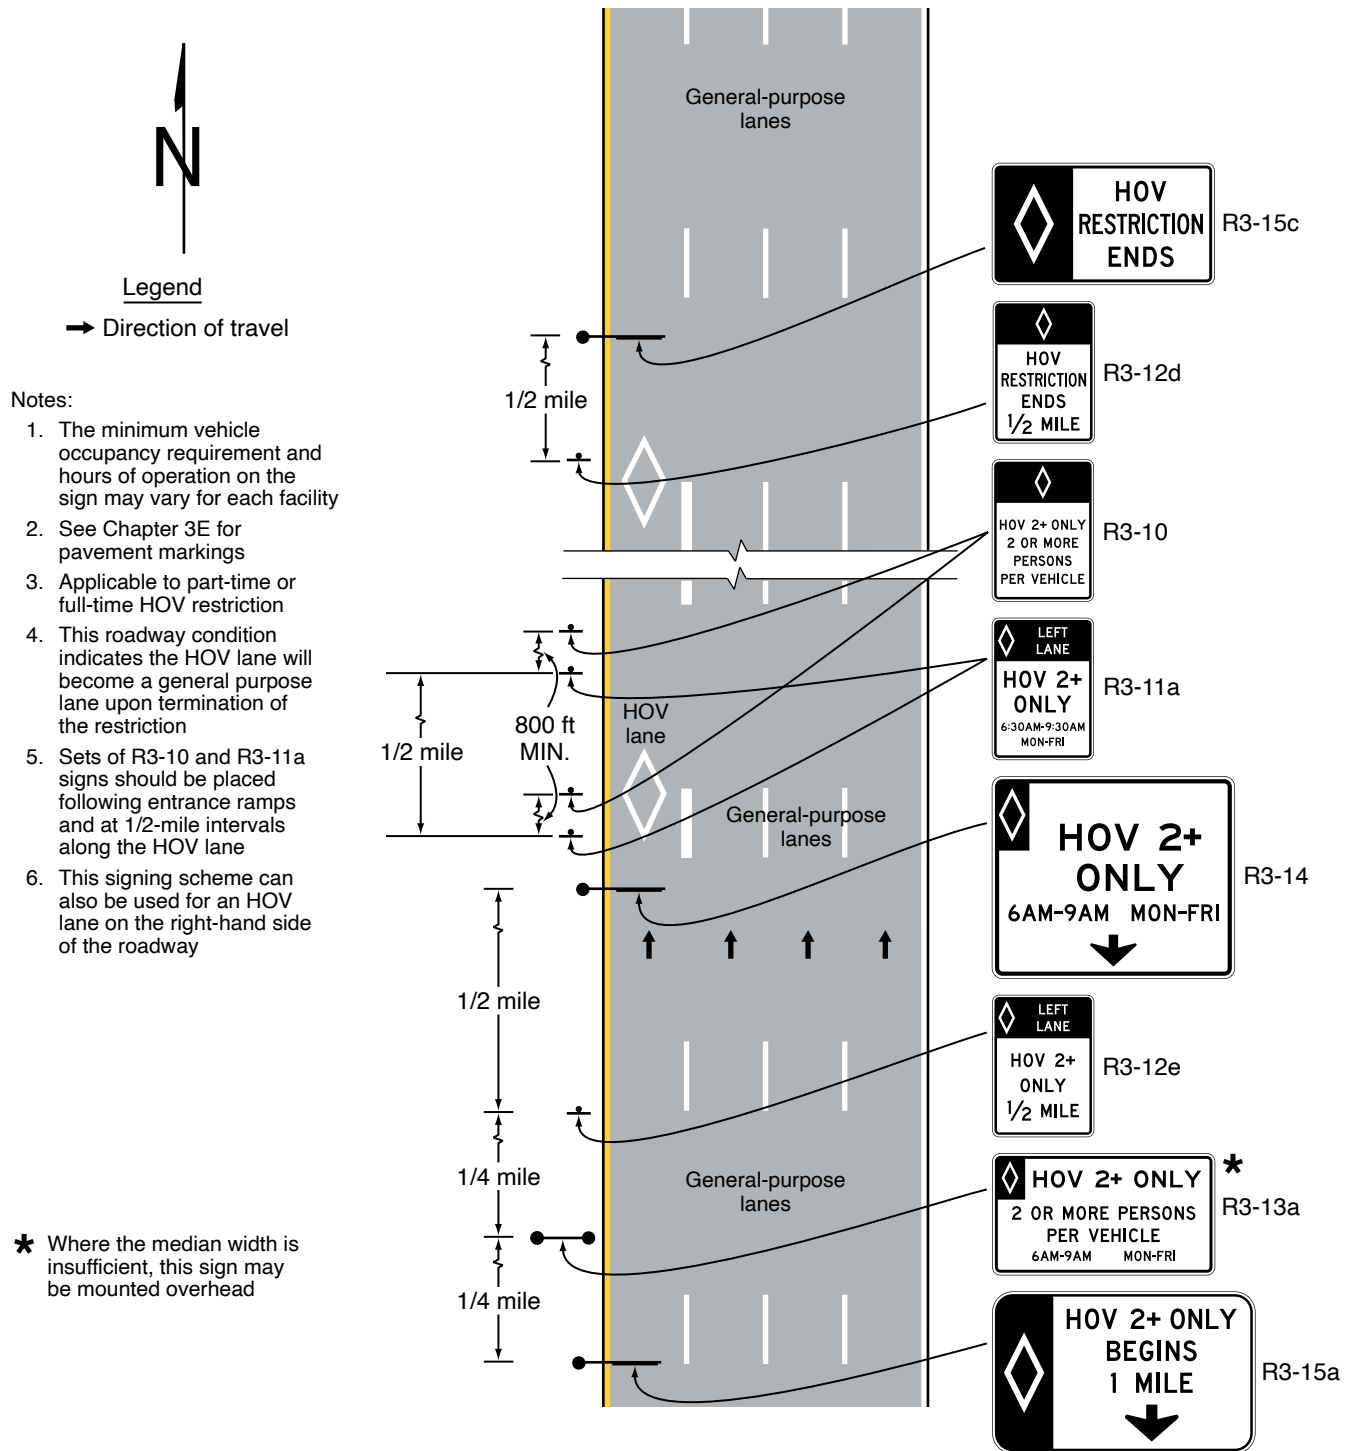 N
Legend
Direction of travel
Notes:
1. The minimum vehicle
occupancy requirement and
hours of operation on the
sign may vary for each facility
2. See Chapter 3E for
pavement markings
3. Applicable to part-time or
full-time HOV restriction
4. This roadway condition
indicates the HOV lane will
become a general purpose
lane upon termination of
the restriction
5. Sets of R3-10 and R3-11a
signs should be placed
following entrance ramps
and at 1/2-mile intervals
along the HOV lane
6. This signing scheme can
also be used for an HOV
lane on the right-hand side
of the roadway
* Where the median width is
insufficient, this sign may
be mounted overhead
1/2 mile
1/2 mile
800 ft
MIN.
1/2 mile
1/4 mile
1/4 mile
General-purpose
lanes
HOV
lane
General-purpose
lanes
General-purpose
lanes
HOV
RESTRICTION
ENDS
R3-15c
HOV
RESTRICTION
ENDS
1/2 MILE
R3-12d
HOV 2+ ONLY
2 OR MORE
PERSONS
PER VEHICLE
R3-10
LEFT
LANE
HOV 2+
ONLY
6:30AM-9:30AM
MON-FRI
R3-11a
HOV 2+
ONLY
6AM-9AM MON-FRI
R3-14
LEFT
LANE
HOV 2+
ONLY
1/2 MILE
R3-12e
HOV 2+ ONLY
2 OR MORE PERSONS
PER VEHICLE
6AM-9AM MON-FRI
*
R3-13a
HOV 2+ ONLY
BEGINS
1 MILE
R3-15a